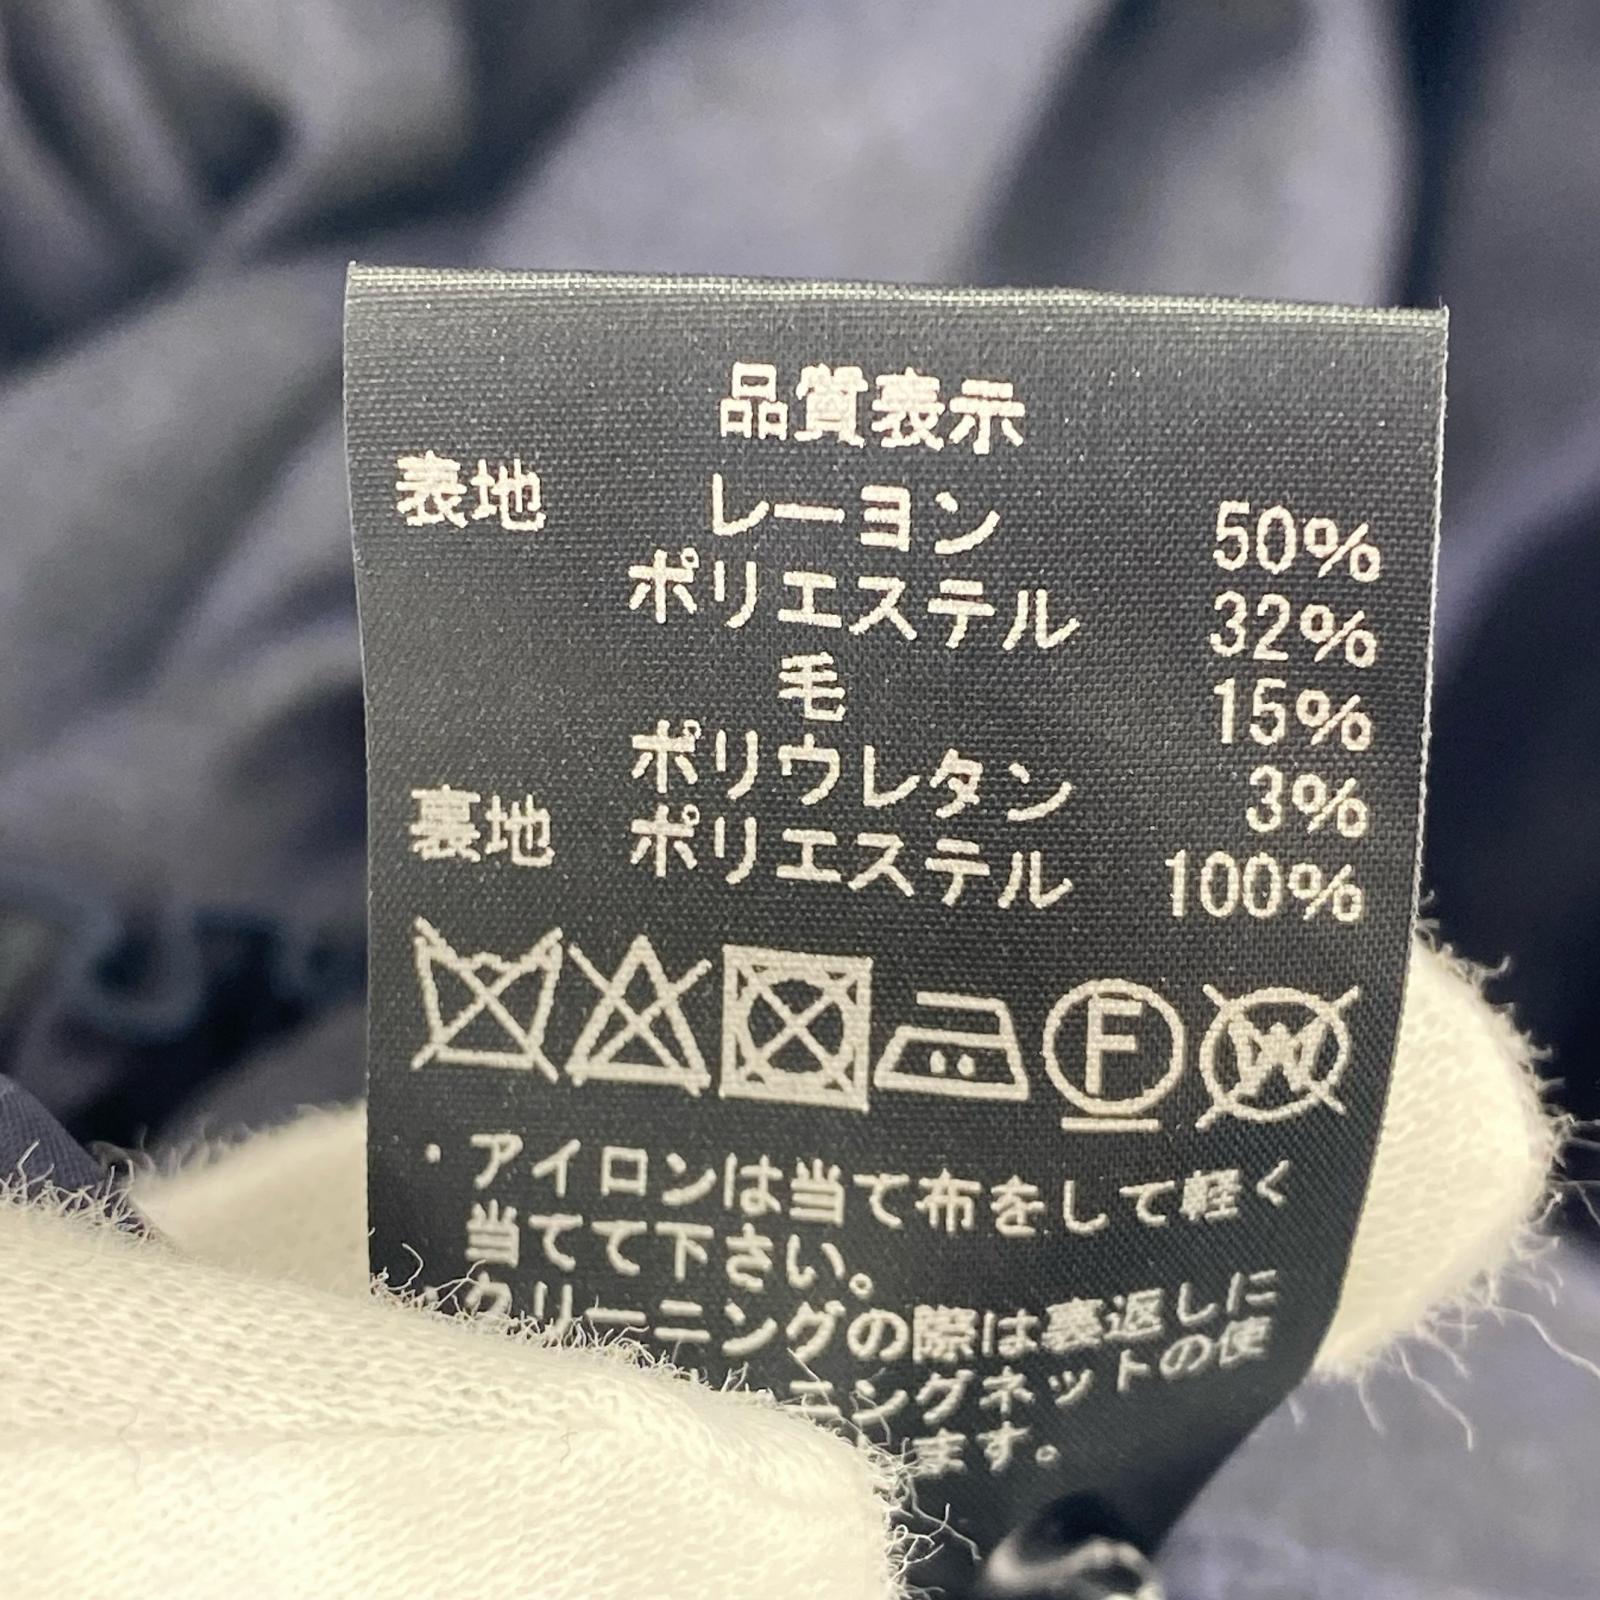 品質表示
表地 レーヨン 50%
ポリエステル 32%
毛 15%
ポリウレタン 3%
裏地 ポリエステル 100%
F W
・アイロンは当て布をして軽く
当てて下さい。
・クリーニングの際は裏返しに
ニングネットの使
します。